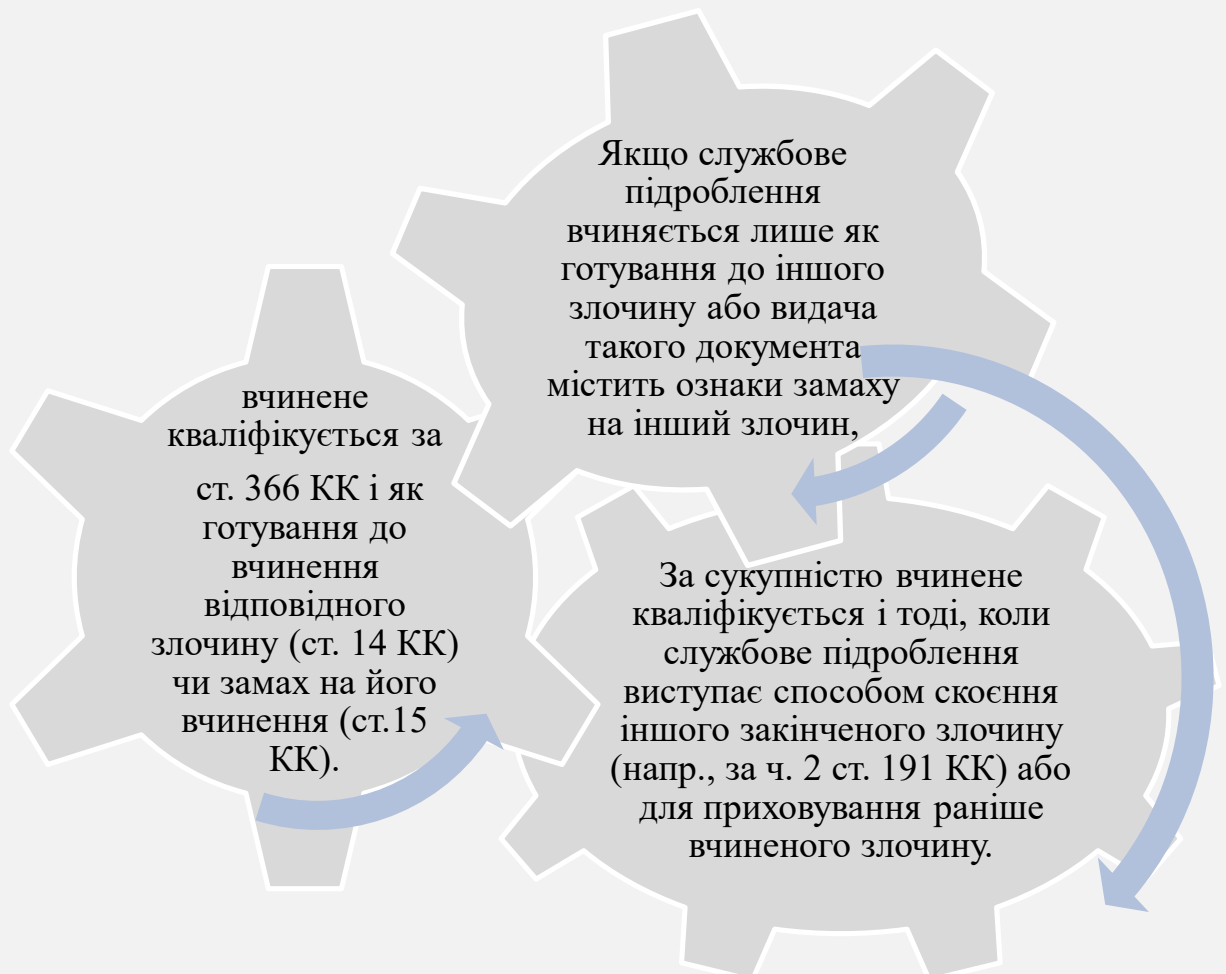 Якщо службове
підроблення
вчиняється лише як
готування до іншого
злочину або видача
такого документа
містить ознаки замаху
на інший злочин,
вчинене
кваліфікується за
ст. 366 КК і як
готування до
вчинення
відповідного
злочину (ст. 14 КК)
чи замах на його
вчинення (ст.15
КК).
За сукупністю вчинене
кваліфікується і тоді, коли
службове підроблення
виступає способом скоєння
іншого закінченого злочину
(напр., за ч. 2 ст. 191 КК) або
для приховування раніше
вчиненого злочину.